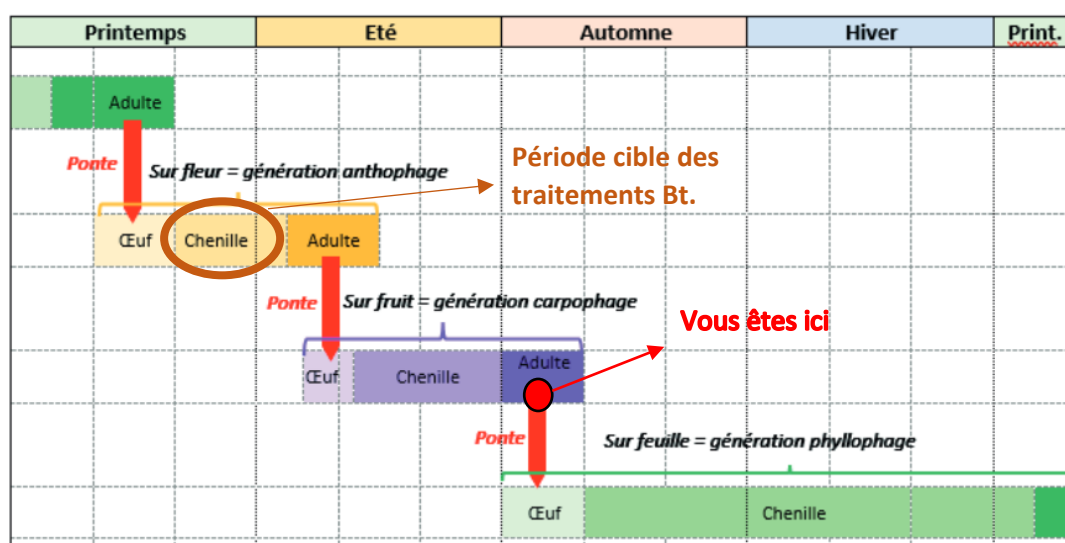 Printemps
Eté
Automne
Hiver
Print.
Adulte
Ponte
Sur fleur = génération anthophage
Période cible des
traitements Bt.
Œuf
Chenille
Adulte
Ponte
Sur fruit = génération carpophage
Vous êtes ici
Œuf
Chenille
Adulte
Ponte
Sur feuille = génération phyllophage
Œuf
Chenille